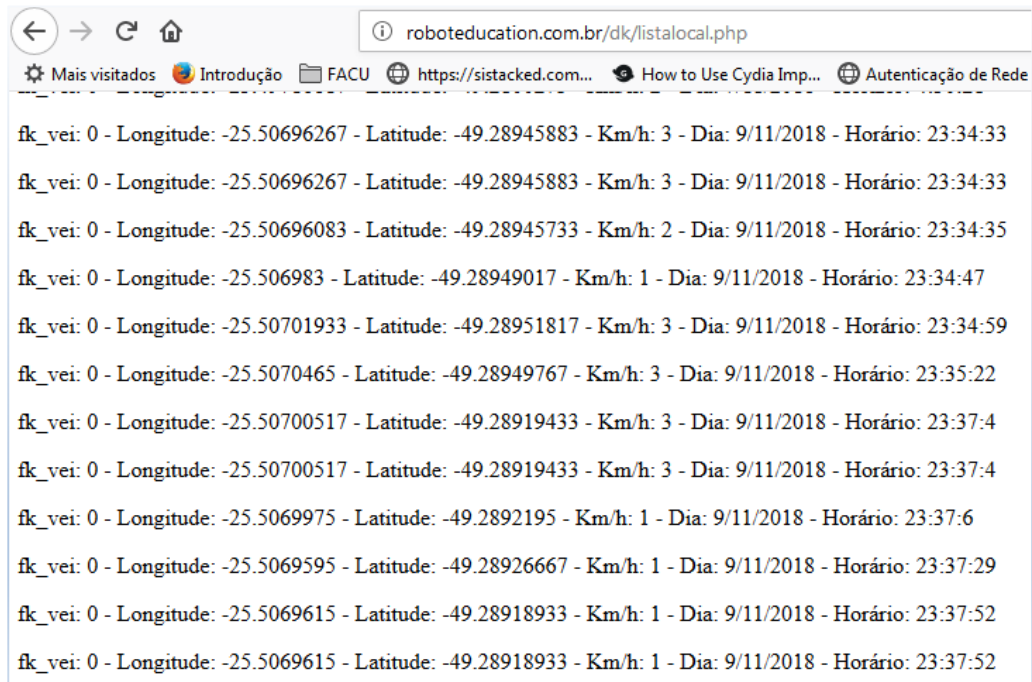 roboteducation.com.br/dk/listalocal.php
Mais visitados Introdução FACU https://sistacked.com... How to Use Cydia Imp... Autenticação de Rede
fk_vei: 0 - Longitude: -25.50696267 - Latitude: -49.28945883 - Km/h: 3 - Dia: 9/11/2018 - Horário: 23:34:33
fk_vei: 0 - Longitude: -25.50696267 - Latitude: -49.28945883 - Km/h: 3 - Dia: 9/11/2018 - Horário: 23:34:33
fk_vei: 0 - Longitude: -25.50696083 - Latitude: -49.28945733 - Km/h: 2 - Dia: 9/11/2018 - Horário: 23:34:35
fk_vei: 0 - Longitude: -25.506983 - Latitude: -49.28949017 - Km/h: 1 - Dia: 9/11/2018 - Horário: 23:34:47
fk_vei: 0 - Longitude: -25.50701933 - Latitude: -49.28951817 - Km/h: 3 - Dia: 9/11/2018 - Horário: 23:34:59
fk_vei: 0 - Longitude: -25.5070465 - Latitude: -49.28949767 - Km/h: 3 - Dia: 9/11/2018 - Horário: 23:35:22
fk_vei: 0 - Longitude: -25.50700517 - Latitude: -49.28919433 - Km/h: 3 - Dia: 9/11/2018 - Horário: 23:37:4
fk_vei: 0 - Longitude: -25.50700517 - Latitude: -49.28919433 - Km/h: 3 - Dia: 9/11/2018 - Horário: 23:37:4
fk_vei: 0 - Longitude: -25.5069975 - Latitude: -49.2892195 - Km/h: 1 - Dia: 9/11/2018 - Horário: 23:37:6
fk_vei: 0 - Longitude: -25.5069595 - Latitude: -49.28926667 - Km/h: 1 - Dia: 9/11/2018 - Horário: 23:37:29
fk_vei: 0 - Longitude: -25.5069615 - Latitude: -49.28918933 - Km/h: 1 - Dia: 9/11/2018 - Horário: 23:37:52
fk_vei: 0 - Longitude: -25.5069615 - Latitude: -49.28918933 - Km/h: 1 - Dia: 9/11/2018 - Horário: 23:37:52